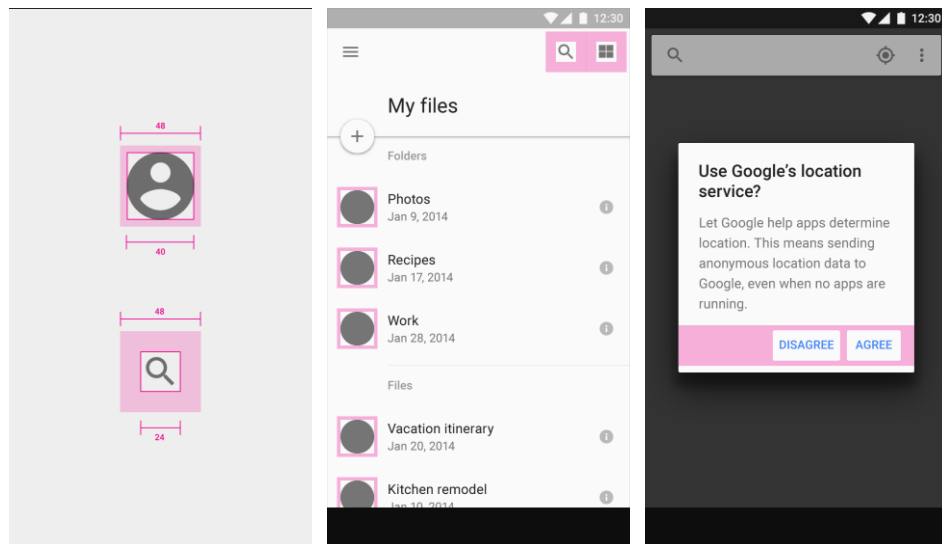 48
40
48
24
12:30
My files
Folders
Photos
Jan 9, 2014
Recipes
Jan 17, 2014
Work
Jan 28, 2014
Files
Vacation itinerary
Jan 20, 2014
Kitchen remodel
Jan 10, 2014
12:30
Use Google's location
service?
Let Google help apps determine
location. This means sending
anonymous location data to
Google, even when no apps are
running.
DISAGREE AGREE